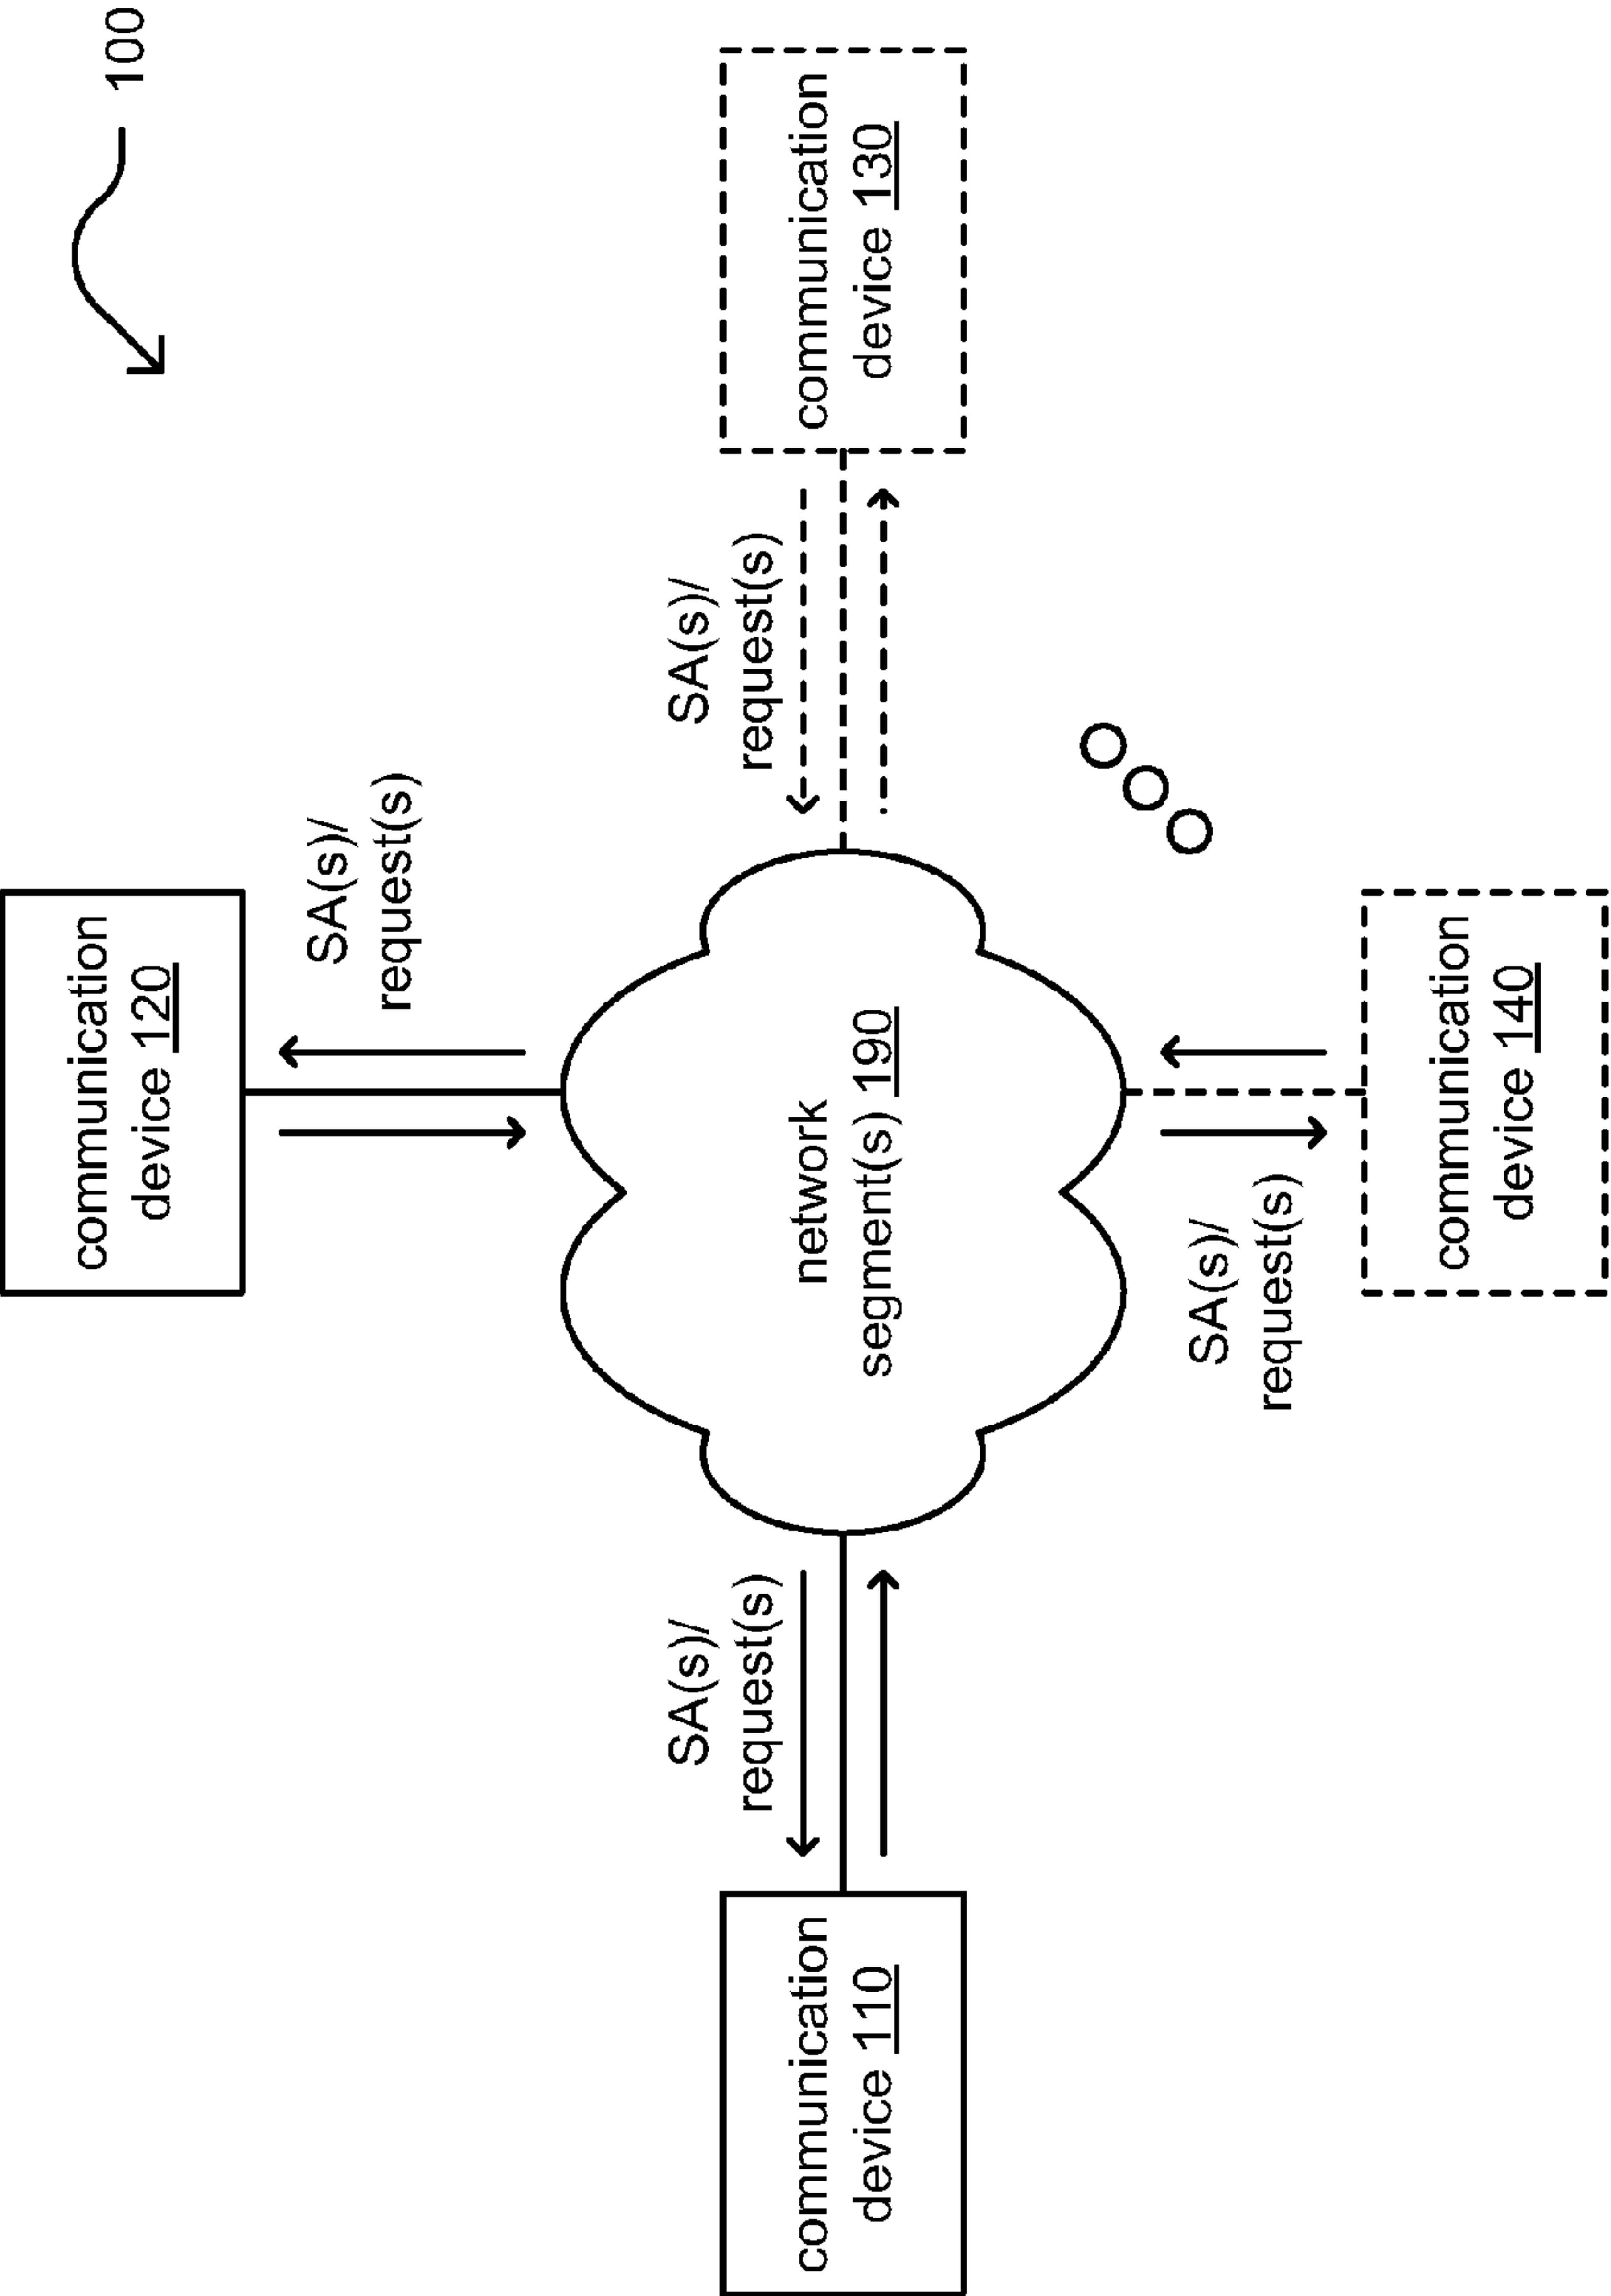 100
communication
device 120
SA(s)/
request(s)
communication
device 110
SA(s)/
request(s)
network
segment(s) 190
SA(s)/
request(s)
communication
device 130
SA(s)/
request(s)
communication
device 140